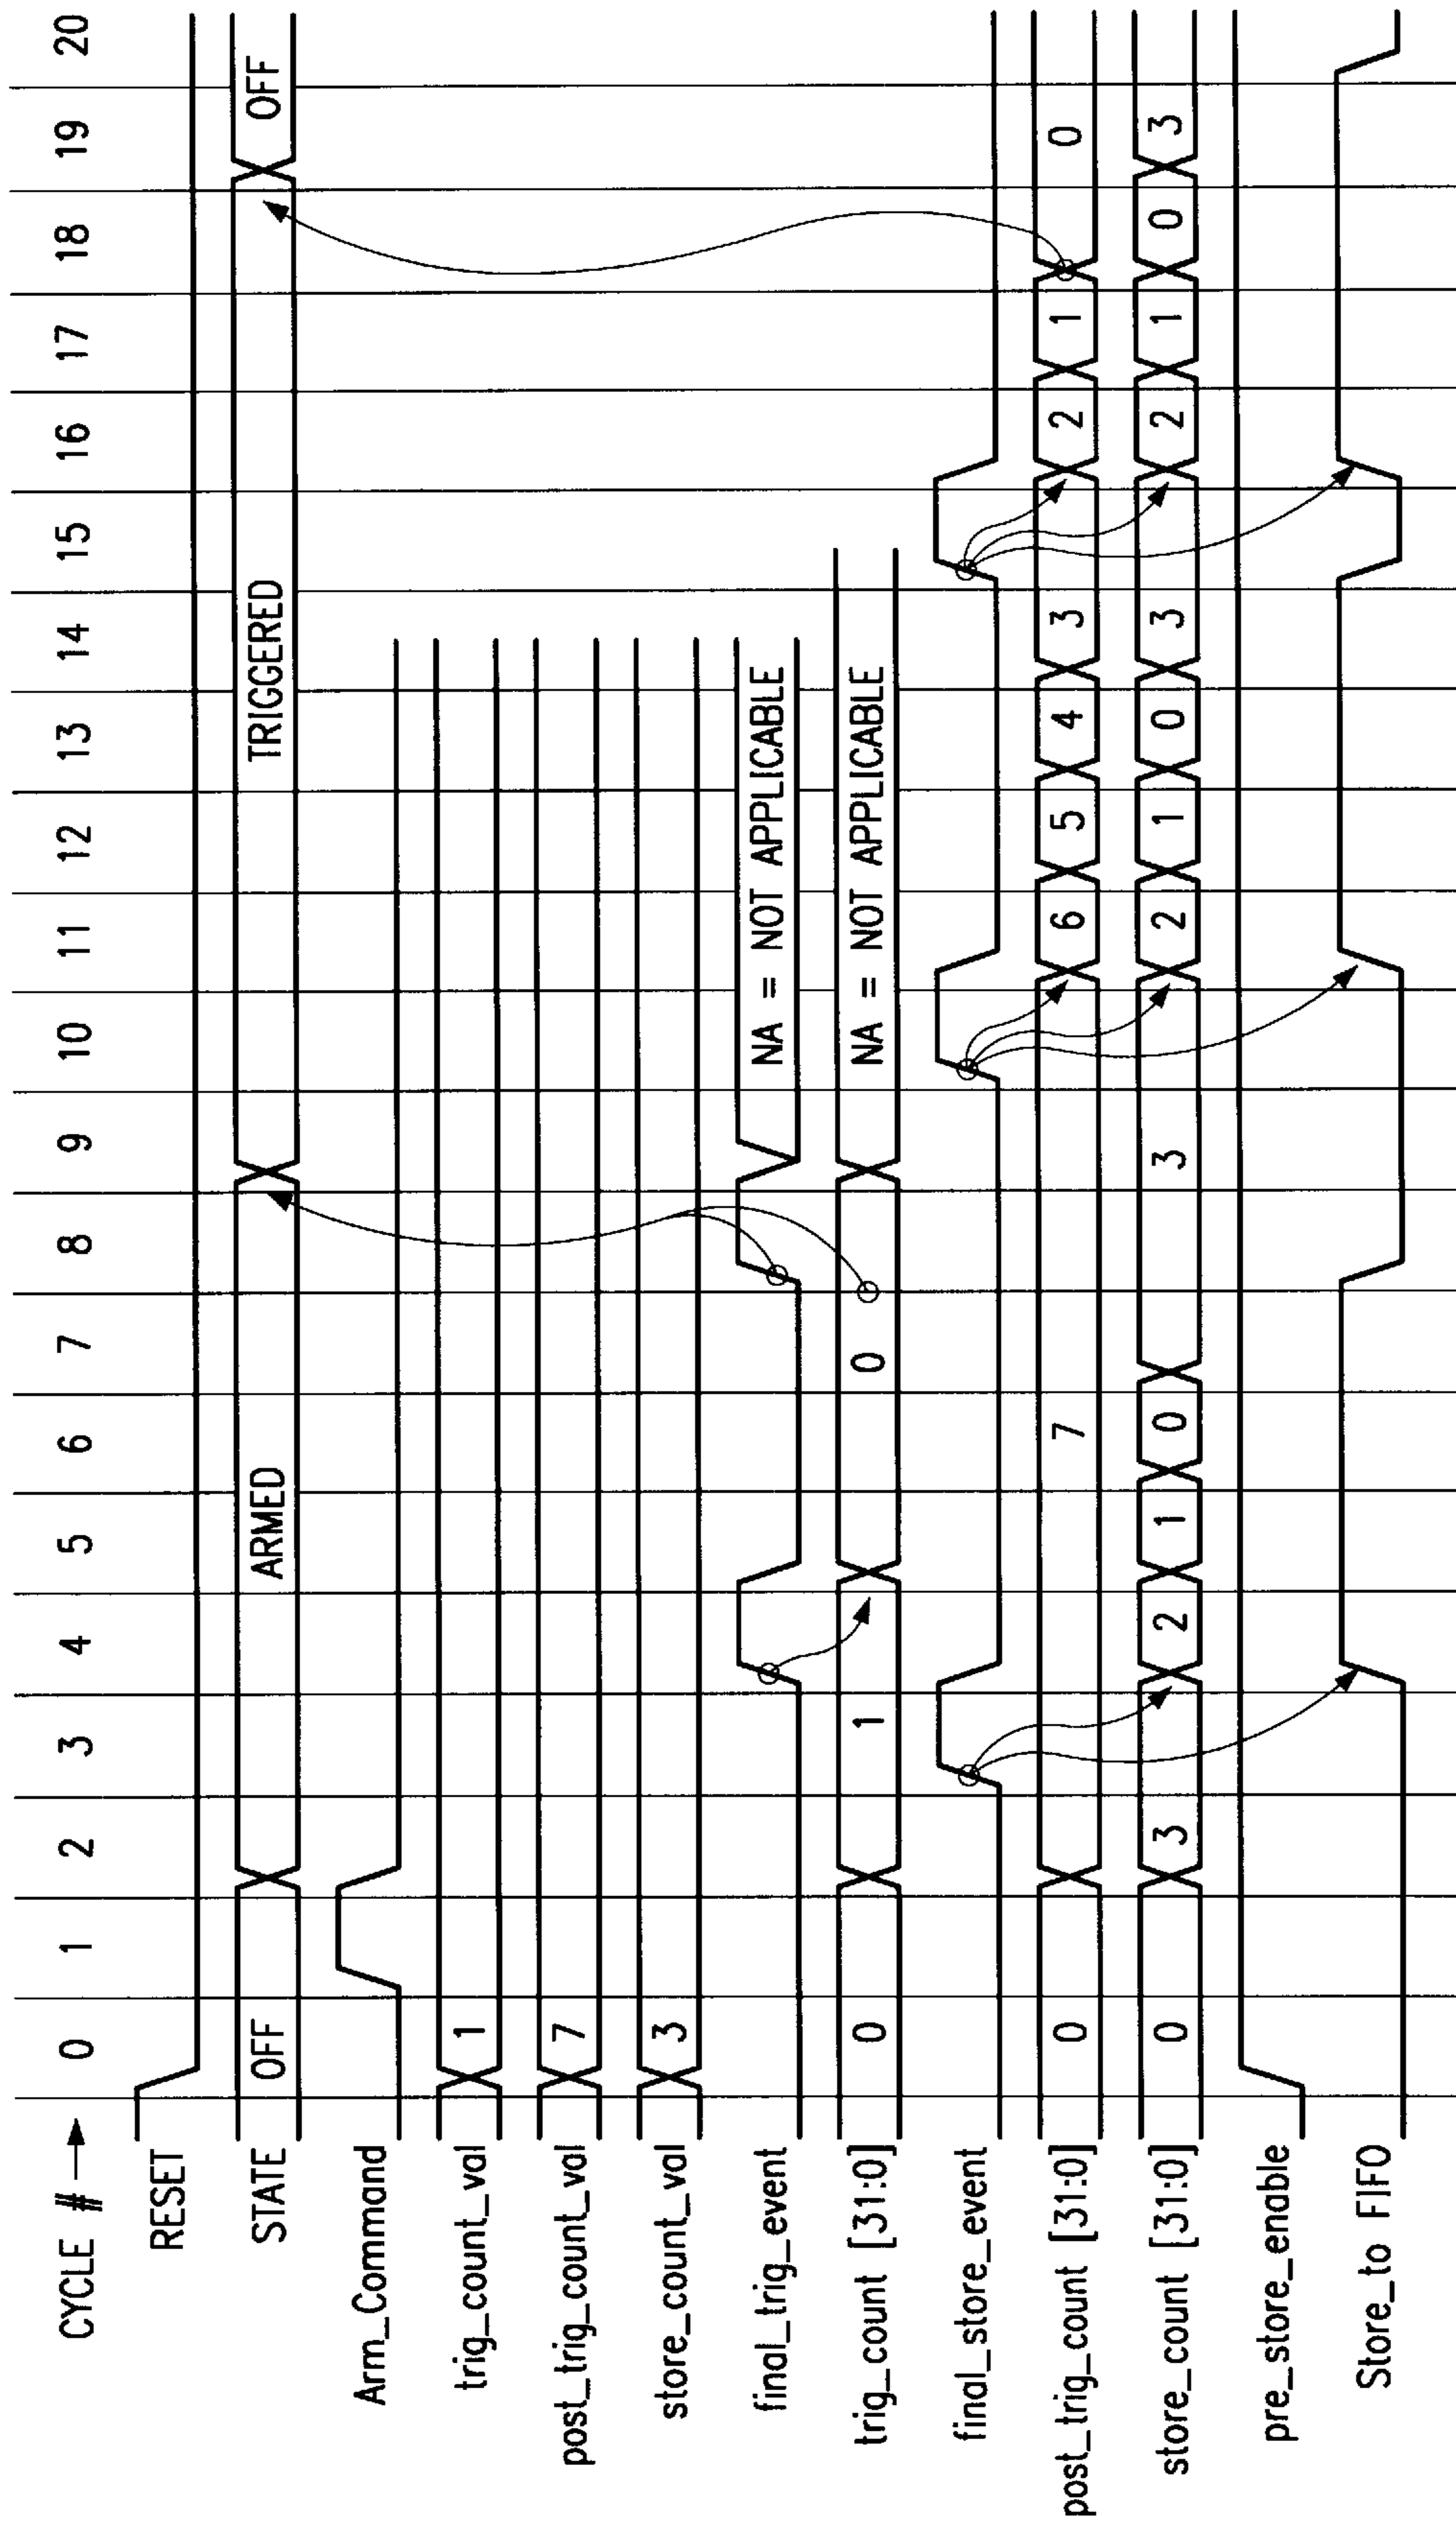 CYCLE # 0 1 2 3 4 5 6 7 8 9 10 11 12 13 14 15 16 17 18 19 20
RESET
STATE OFF ARMED TRIGGERED OFF
Arm_Command
trig_count_val 1
post_trig_count_val 7
store_count_val 3
final_trig_event NA = NOT APPLICABLE
trig_count [31:0] 0 1 0 NA = NOT APPLICABLE
final_store_event
post_trig_count [31:0] 0 7 6 5 4 3 2 1 0
store_count [31:0] 0 3 2 1 0 3 2 1 0 3 2 1 0 3
pre_store_enable
Store_to FIFO